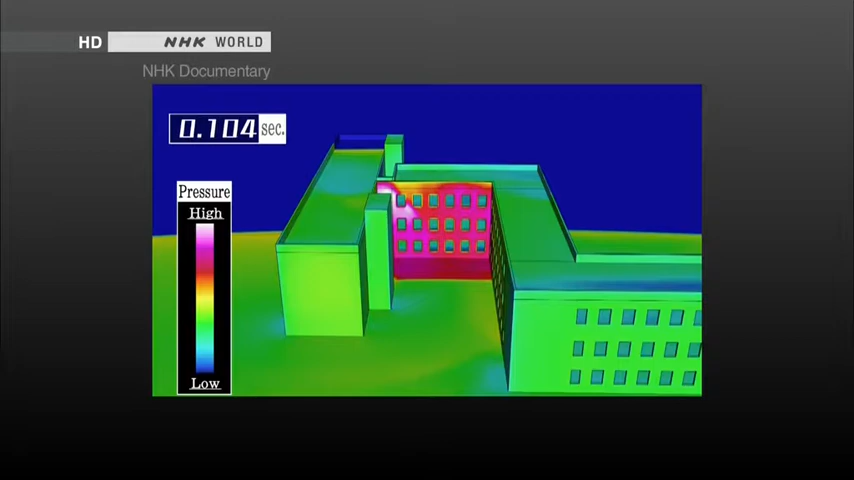 HD NHK WORLD
NHK Documentary
0.104 sec.
Pressure
High
Low